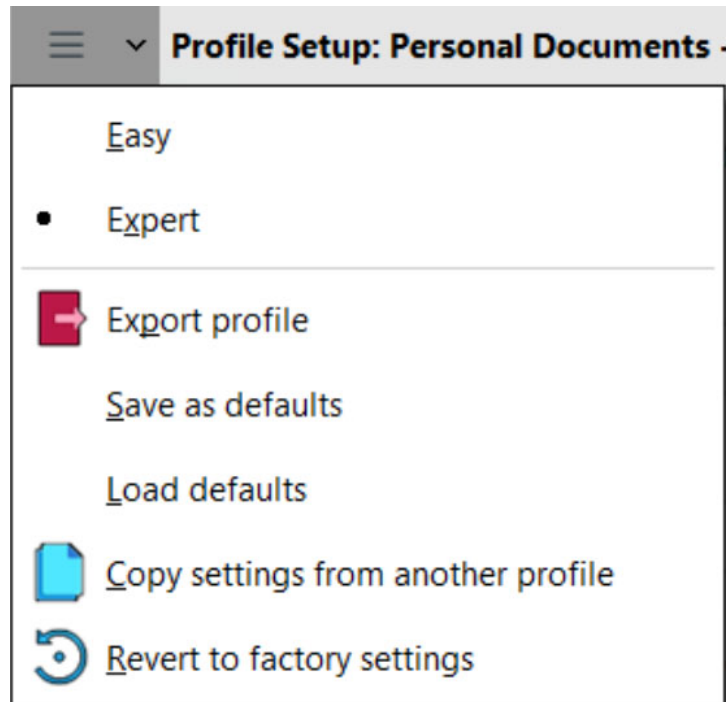 Profile Setup: Personal Documents -
Easy
Expert
Export profile
Save as defaults
Load defaults
Copy settings from another profile
Revert to factory settings